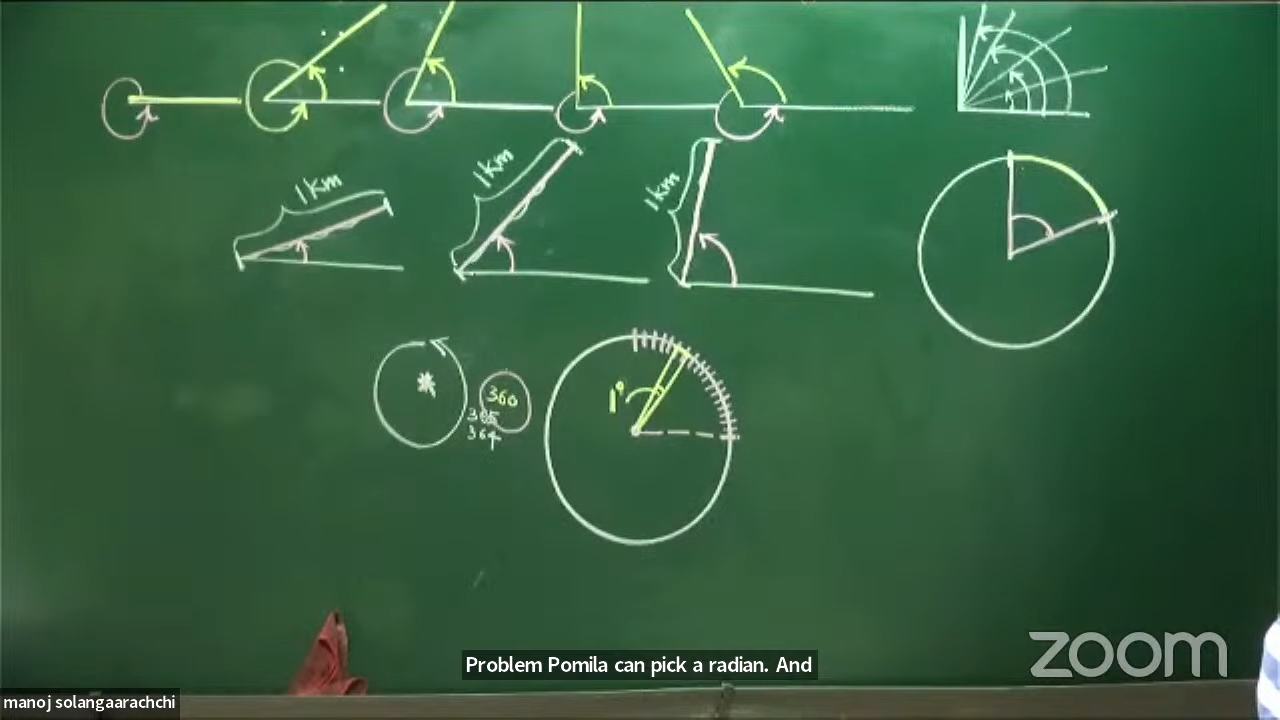 1km
1km
1km
360
365
364
1°
Problem Pomila can pick a radian. And
zoom
manoj solangaarachchi